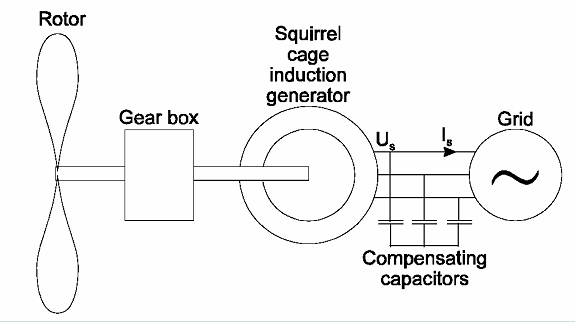 Rotor
Squirrel
cage
induction
generator
Gear box
Us
Is
Grid
Compensating
capacitors